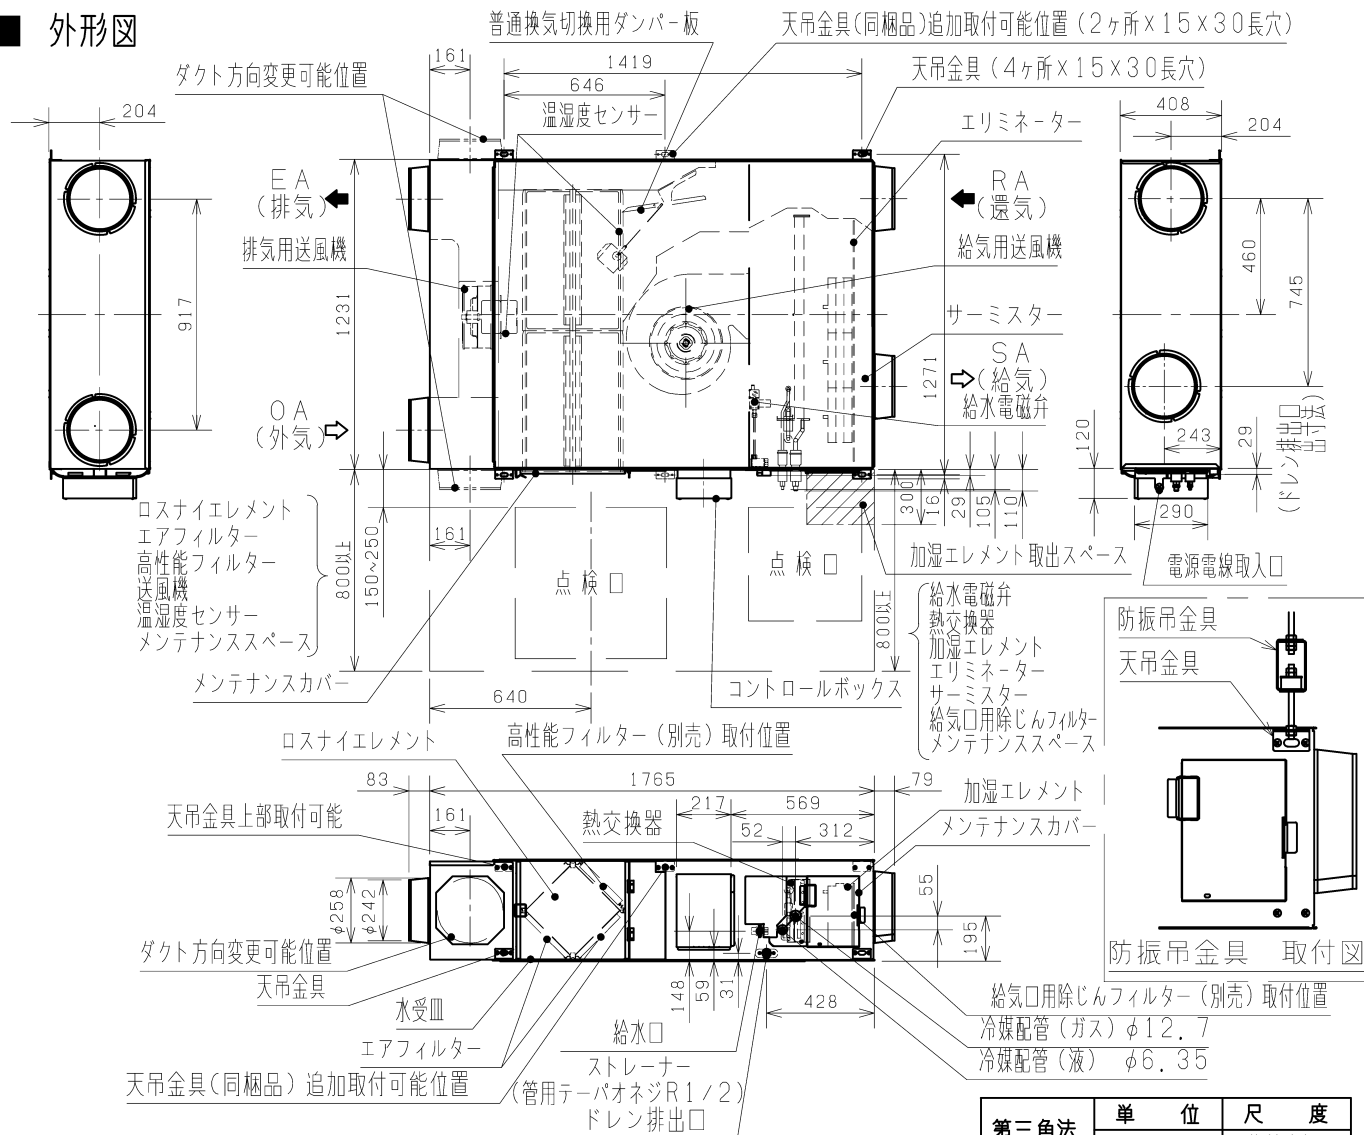 ■ 外形図
普通換気切換用ダンパー板
天吊金具(同梱品)追加取付可能位置(2ヶ所×15×30長穴)
161
ダクト方向変更可能位置
1419
天吊金具(4ヶ所×15×30長穴)
646
温湿度センサー
204
408
204
エリミネーター
EA
(排気)
RA
(還気)
排気用送風機
給気用送風機
917
1231
460
745
サーミスター
1271
SA
(給気)
給水電磁弁
OA
(外気)
120
243
29
(ドレン排出口
出寸法)
290
電源電線取入口
ロスナイエレメント
エアフィルター
高性能フィルター
送風機
温湿度センサー
メンテナンススペース
800以上
150~250
161
点検口
点検口
300
16
29
105
110
加湿エレメント取出スペース
800以上
給水電磁弁
熱交換器
加湿エレメント
エリミネーター
サーミスター
給気口用除じんフィルター
メンテナンススペース
防振吊金具
天吊金具
メンテナンスカバー
640
コントロールボックス
ロスナイエレメント
高性能フィルター(別売)取付位置
83
1765
79
161
217
569
加湿エレメント
天吊金具上部取付可能
熱交換器
52
312
メンテナンスカバー
φ258
φ242
55
195
ダクト方向変更可能位置
天吊金具
水受皿
エアフィルター
天吊金具(同梱品)追加取付可能位置
148
59
31
428
給水口
ストレーナー
(管用テーパオネジR1/2)
ドレン排出口
防振吊金具 取付図
給気口用除じんフィルター(別売)取付位置
冷媒配管(ガス)φ12.7
冷媒配管(液) φ6.35
第三角法
単 位
尺 度